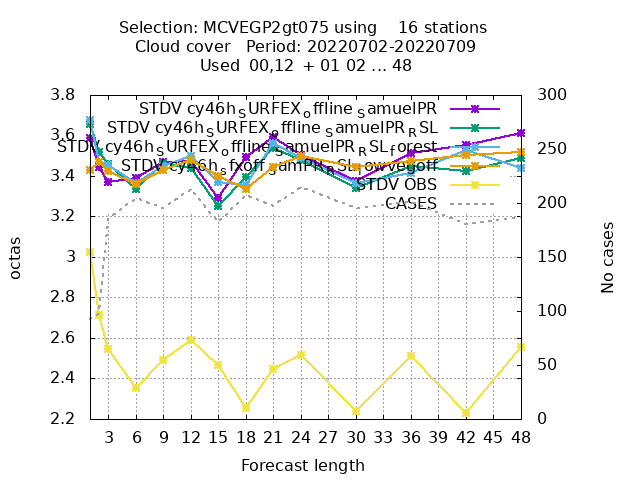 Selection: MCVEGP2gt075 using    16 stations
Cloud cover   Period: 20220702-20220709
Used  00,12  + 01 02 ... 48
3.8
3.6
3.4
3.2
3
2.8
2.6
2.4
2.2
300
250
200
150
100
50
0
STDV cy46h_SURFEX_offline_SamuelPR
STDV cy46h_SURFEX_offline_SamuelPR_RSL
STDV cy46h_SURFEX_offline_SamuelPR_RSL_forest
STDV OBS
CASES
octas
No cases
3 6 9 12 15 18 21 24 27 30 33 36 39 42 45 48
Forecast length